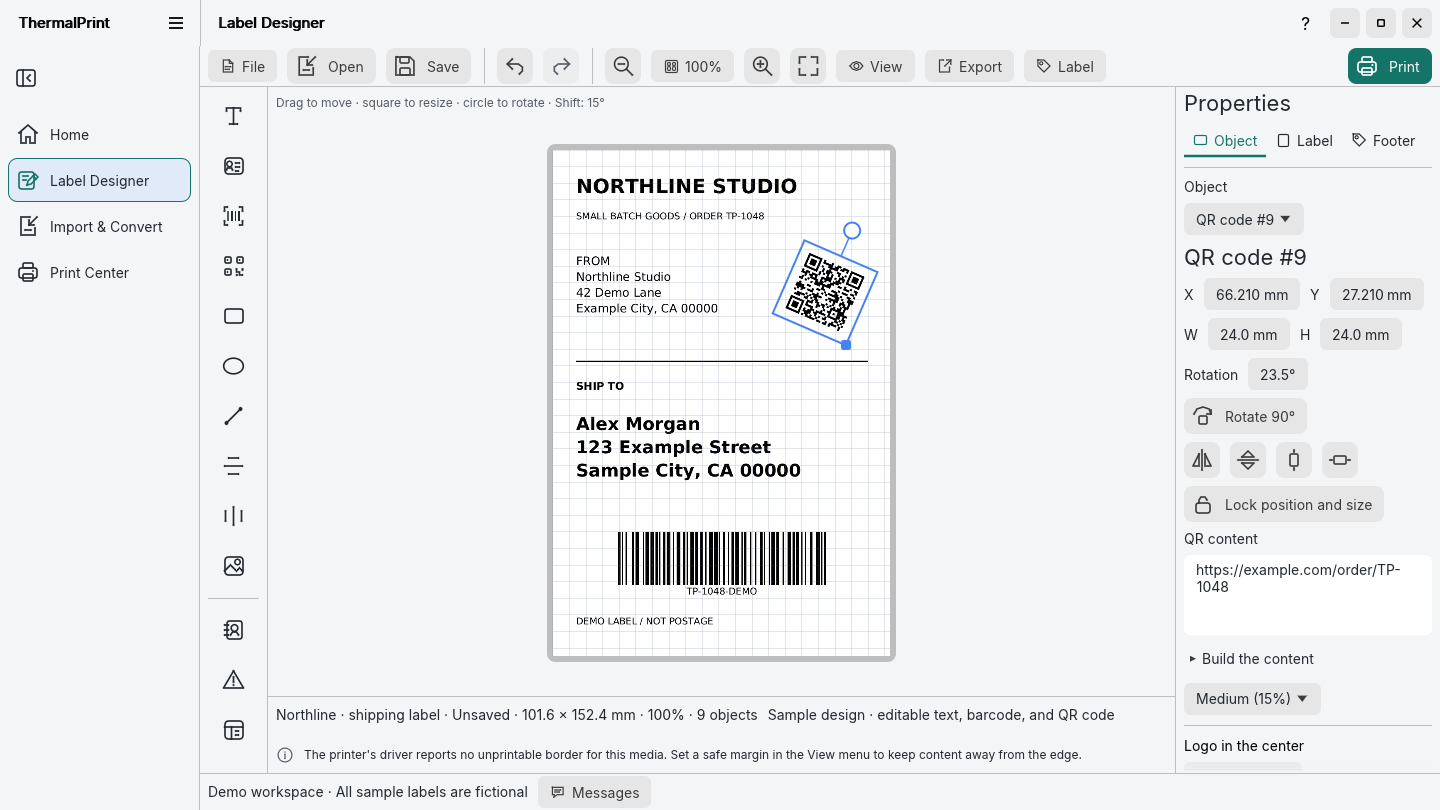 ThermalPrint
Label Designer
?
File
Open
Save
100%
View
Export
Label
Print
Home
Label Designer
Import & Convert
Print Center
Drag to move · square to resize · circle to rotate · Shift: 15°
NORTHLINE STUDIO
SMALL BATCH GOODS / ORDER TP-1048
FROM
Northline Studio
42 Demo Lane
Example City, CA 00000
SHIP TO
Alex Morgan
123 Example Street
Sample City, CA 00000
TP-1048-DEMO
DEMO LABEL / NOT POSTAGE
Northline · shipping label · Unsaved · 101.6 × 152.4 mm · 100% · 9 objects Sample design · editable text, barcode, and QR code
The printer's driver reports no unprintable border for this media. Set a safe margin in the View menu to keep content away from the edge.
Demo workspace · All sample labels are fictional
Messages
Properties
Object
Label
Footer
Object
QR code #9
QR code #9
X 66.210 mm Y 27.210 mm
W 24.0 mm H 24.0 mm
Rotation 23.5°
Rotate 90°
Lock position and size
QR content
https://example.com/order/TP-
1048
Build the content
Medium (15%)
Logo in the center